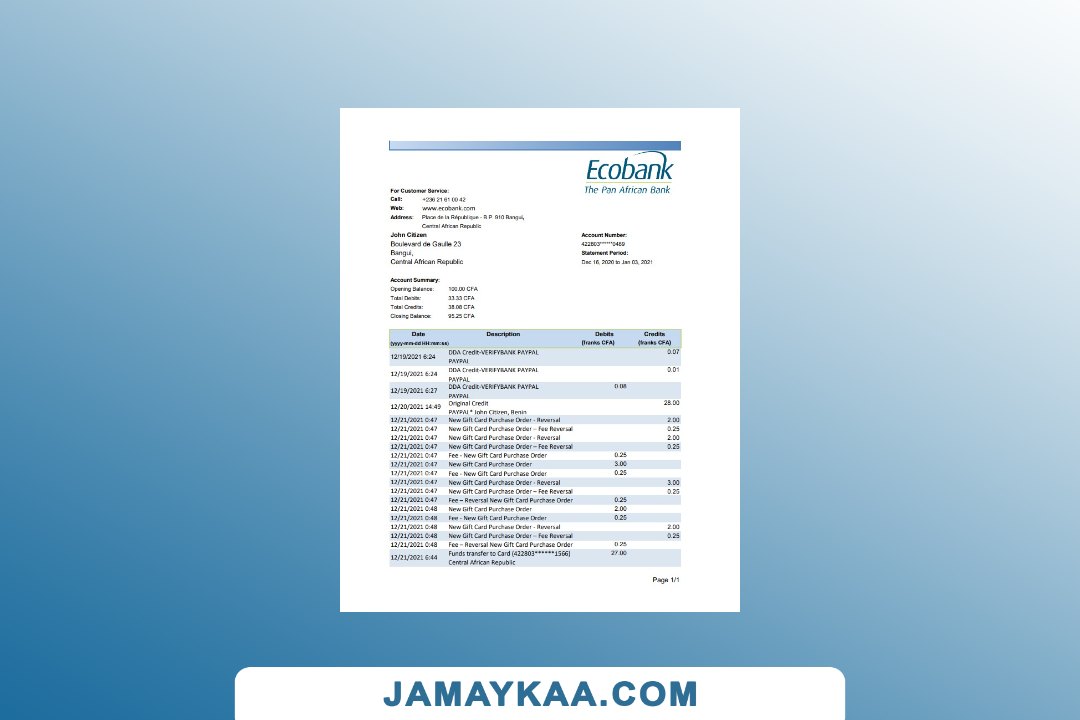 Ecobank
The Pan African Bank
For Customer Service:
Call: +236 21 61 00 42
Web: www.ecobank.com
Address: Place de la République - B.P. 910 Bangui,
Central African Republic
John Citizen
Boulevard de Gaulle 23
Bangui,
Central African Republic
Account Number:
422803******0469
Statement Period:
Dec 16, 2020 to Jan 03, 2021
Account Summary:
Opening Balance: 100.00 CFA
Total Debits: 33.33 CFA
Total Credits: 38.08 CFA
Closing Balance: 95.25 CFA
Date Description Debits Credits
(yyyy-mm-dd HH:mm:ss) (franks CFA) (franks CFA)
12/19/2021 6:24 DDA Credit-VERIFYBANK PAYPAL 0.07
PAYPAL
12/19/2021 6:24 DDA Credit-VERIFYBANK PAYPAL 0.01
PAYPAL
12/19/2021 6:27 DDA Credit-VERIFYBANK PAYPAL 0.08
PAYPAL
12/20/2021 14:49 Original Credit 28.00
PAYPAL* John Citizen, Benin
12/21/2021 0:47 New Gift Card Purchase Order - Reversal 2.00
12/21/2021 0:47 New Gift Card Purchase Order – Fee Reversal 0.25
12/21/2021 0:47 New Gift Card Purchase Order - Reversal 2.00
12/21/2021 0:47 New Gift Card Purchase Order – Fee Reversal 0.25
12/21/2021 0:47 Fee - New Gift Card Purchase Order 0.25
12/21/2021 0:47 New Gift Card Purchase Order 3.00
12/21/2021 0:47 Fee - New Gift Card Purchase Order 0.25
12/21/2021 0:47 New Gift Card Purchase Order - Reversal 3.00
12/21/2021 0:47 New Gift Card Purchase Order – Fee Reversal 0.25
12/21/2021 0:47 Fee – Reversal New Gift Card Purchase Order 0.25
12/21/2021 0:48 New Gift Card Purchase Order 2.00
12/21/2021 0:48 Fee - New Gift Card Purchase Order 0.25
12/21/2021 0:48 New Gift Card Purchase Order - Reversal 2.00
12/21/2021 0:48 New Gift Card Purchase Order – Fee Reversal 0.25
12/21/2021 0:48 Fee – Reversal New Gift Card Purchase Order 0.25
12/21/2021 6:44 Funds transfer to Card (422803******1566) 27.00
Central African Republic
Page 1/1
JAMAYKAA.COM